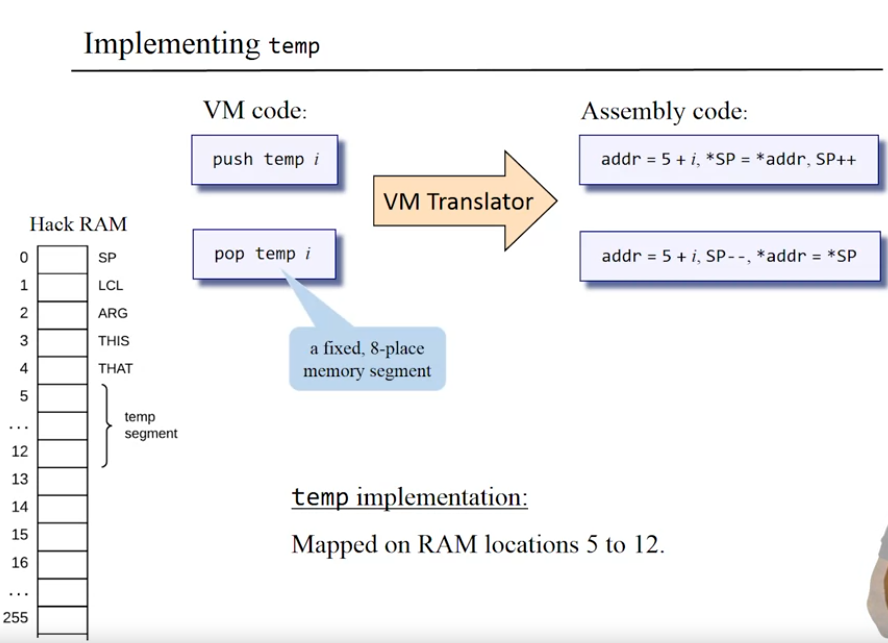 Implementing temp
VM code:
Assembly code:
push temp i
addr = 5 + i, *SP = *addr, SP++
VM Translator
pop temp i
addr = 5 + i, SP--, *addr = *SP
a fixed, 8-place
memory segment
Hack RAM
0 SP
1 LCL
2 ARG
3 THIS
4 THAT
5
...
12
temp
segment
13
14
15
16
...
255
temp implementation:
Mapped on RAM locations 5 to 12.